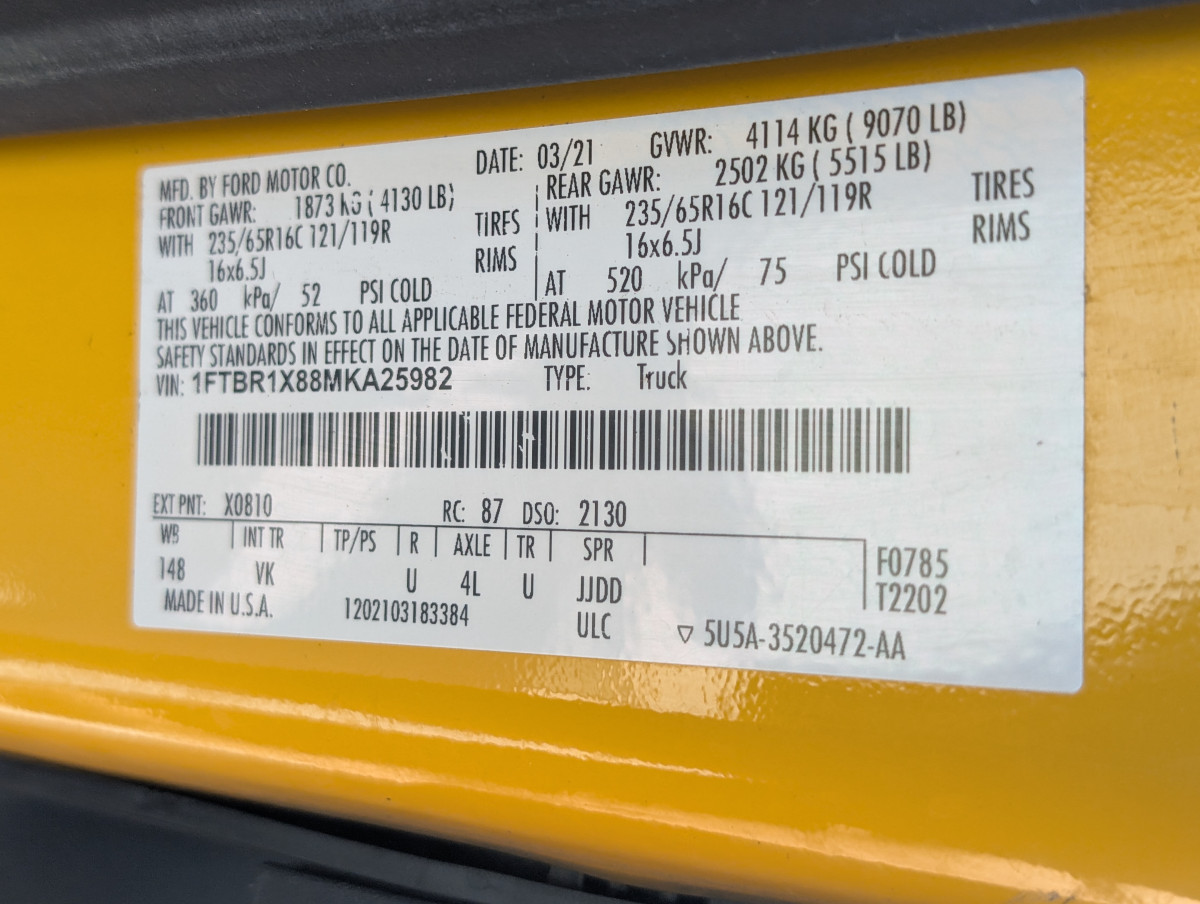 MFD. BY FORD MOTOR CO. DATE: 03/21 GVWR: 4114 KG ( 9070 LB)
FRONT GAWR: 1873 KG ( 4130 LB) REAR GAWR: 2502 KG ( 5515 LB)
WITH 235/65R16C 121/119R TIRES WITH 235/65R16C 121/119R TIRES
16x6.5J RIMS 16x6.5J RIMS
AT 360 kPa/ 52 PSI COLD AT 520 kPa/ 75 PSI COLD
THIS VEHICLE CONFORMS TO ALL APPLICABLE FEDERAL MOTOR VEHICLE
SAFETY STANDARDS IN EFFECT ON THE DATE OF MANUFACTURE SHOWN ABOVE.
VIN: 1FTBR1X88MKA25982 TYPE: Truck
EXT PNT: X0810 RC: 87 DSO: 2130
WB INT TR TP/PS R AXLE TR SPR F0785
148 VK U 4L U JJDD T2202
MADE IN U.S.A. 1202103183384 ULC ▽ 5U5A-3520472-AA